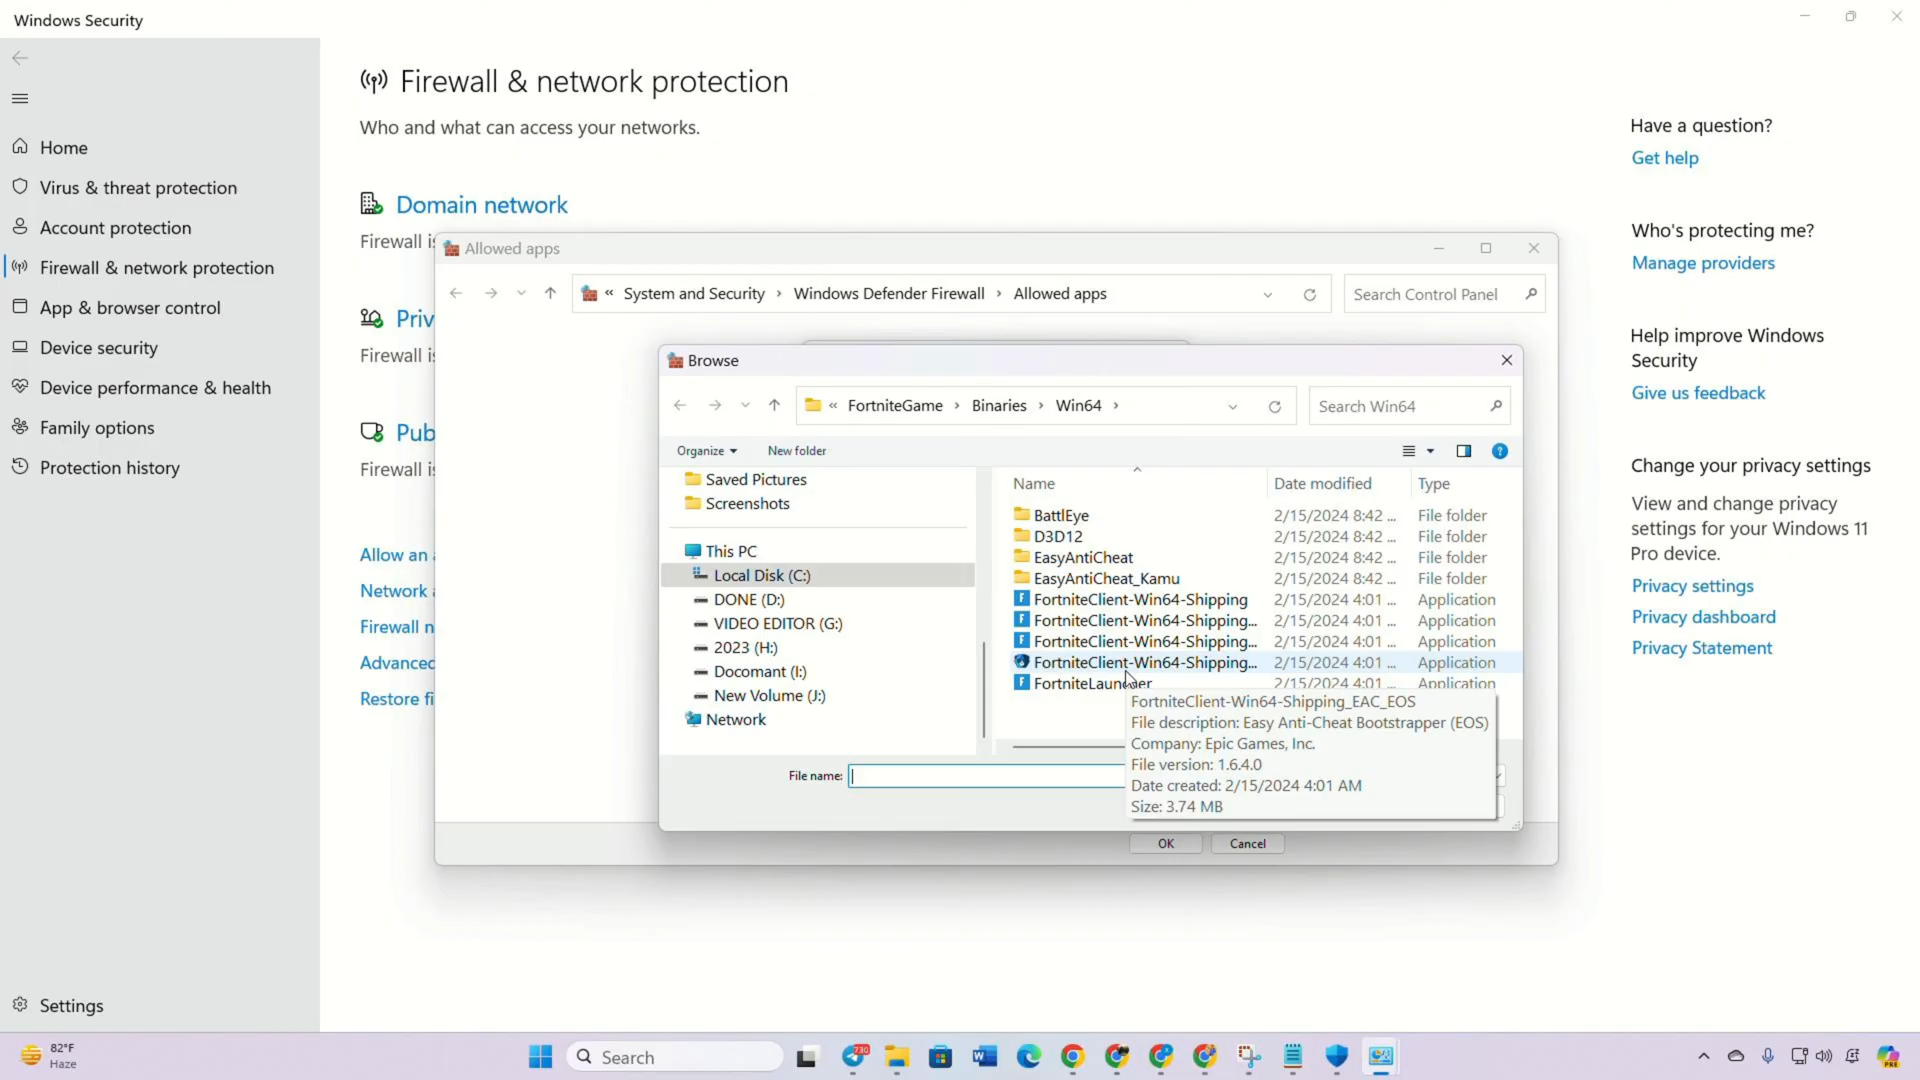 Windows Security
Home
Virus & threat protection
Account protection
Firewall & network protection
App & browser control
Device security
Device performance & health
Family options
Protection history
Settings
Firewall & network protection
Who and what can access your networks.
Domain network
Firewall is
Priv
Firewall is
Pub
Firewall is
Allow an a
Network a
Firewall n
Advanced
Restore fi
Allowed apps
« System and Security › Windows Defender Firewall › Allowed apps
Search Control Panel
Browse
« FortniteGame › Binaries › Win64 ›
Search Win64
Organize
New folder
Saved Pictures
Screenshots
This PC
Local Disk (C:)
DONE (D:)
VIDEO EDITOR (G:)
2023 (H:)
Docomant (I:)
New Volume (J:)
Network
Name Date modified Type
BattlEye 2/15/2024 8:42 ... File folder
D3D12 2/15/2024 8:42 ... File folder
EasyAntiCheat 2/15/2024 8:42 ... File folder
EasyAntiCheat_Kamu 2/15/2024 8:42 ... File folder
FortniteClient-Win64-Shipping 2/15/2024 4:01 ... Application
FortniteClient-Win64-Shipping... 2/15/2024 4:01 ... Application
FortniteClient-Win64-Shipping... 2/15/2024 4:01 ... Application
FortniteClient-Win64-Shipping... 2/15/2024 4:01 ... Application
FortniteLauncher 2/15/2024 4:01 ... Application
FortniteClient-Win64-Shipping_EAC_EOS
File description: Easy Anti-Cheat Bootstrapper (EOS)
Company: Epic Games, Inc.
File version: 1.6.4.0
Date created: 2/15/2024 4:01 AM
Size: 3.74 MB
File name:
OK
Cancel
Have a question?
Get help
Who's protecting me?
Manage providers
Help improve Windows
Security
Give us feedback
Change your privacy settings
View and change privacy
settings for your Windows 11
Pro device.
Privacy settings
Privacy dashboard
Privacy Statement
82°F
Haze
Search
730
PRE